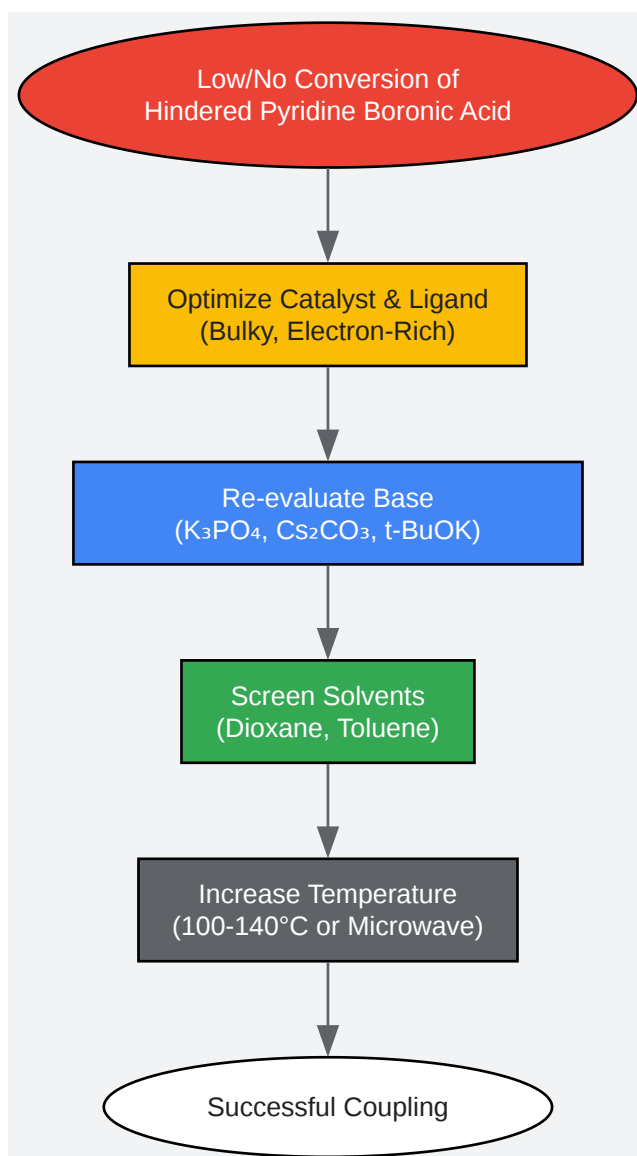 Low/No Conversion of
Hindered Pyridine Boronic Acid
Optimize Catalyst & Ligand
(Bulky, Electron-Rich)
Re-evaluate Base
(K₃PO₄, Cs₂CO₃, t-BuOK)
Screen Solvents
(Dioxane, Toluene)
Increase Temperature
(100-140°C or Microwave)
Successful Coupling